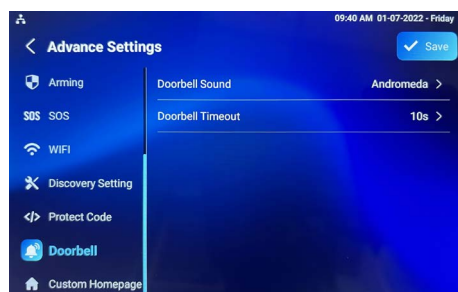 09:40 AM 01-07-2022 - Friday
Advance Settings
Save
Arming
Doorbell Sound
Andromeda
SOS SOS
Doorbell Timeout
10s
WIFI
Discovery Setting
</> Protect Code
Doorbell
Custom Homepage